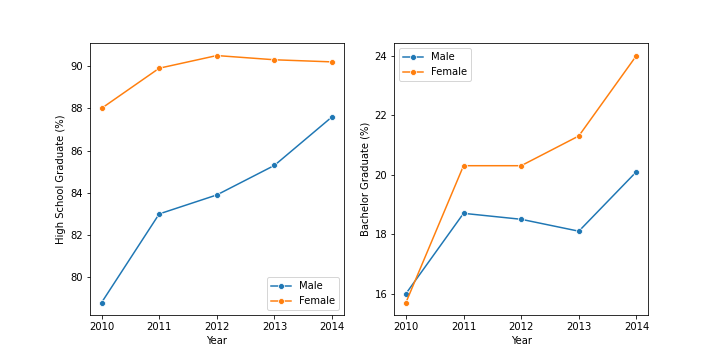 High School Graduate (%)
90
88
86
84
82
80
2010 2011 2012 2013 2014
Year
Male
Female
Bachelor Graduate (%)
24
22
20
18
16
2010 2011 2012 2013 2014
Year
Male
Female